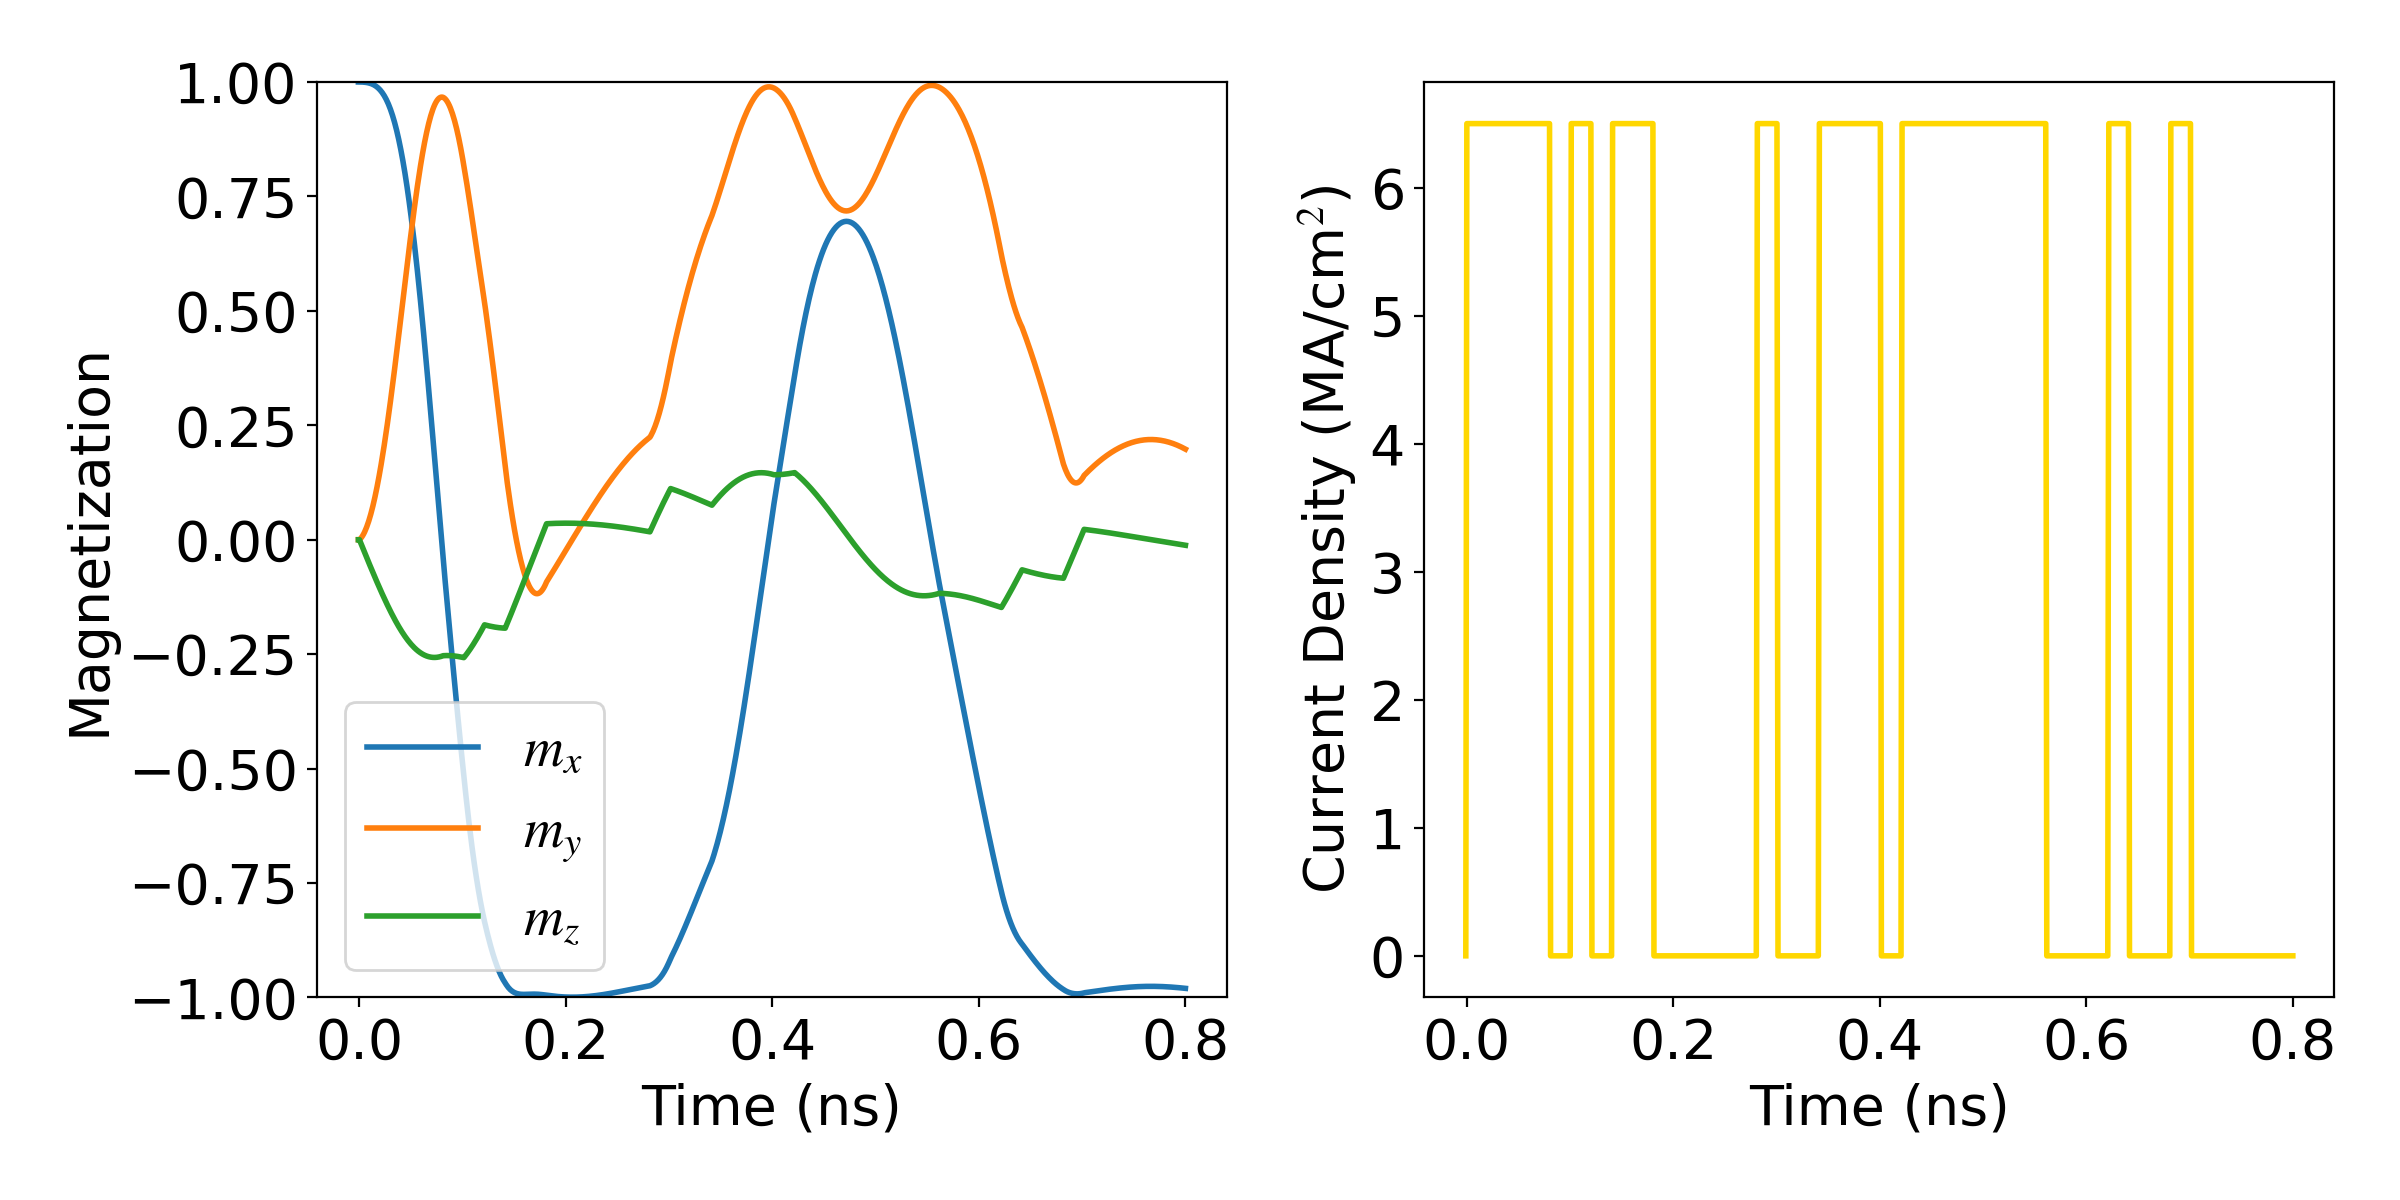 1.00
0.75
0.50
0.25
0.00
−0.25
−0.50
−0.75
−1.00
Magnetization
m_x
m_y
m_z
0.0 0.2 0.4 0.6 0.8
Time (ns)
6
5
4
3
2
1
0
Current Density (MA/cm²)
0.0 0.2 0.4 0.6 0.8
Time (ns)